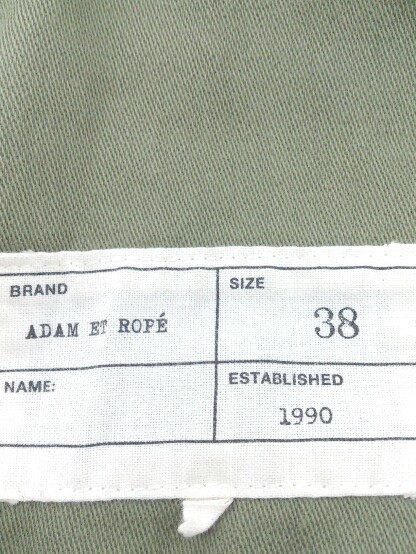 BRAND
ADAM ET ROPÉ
SIZE
38
NAME:
ESTABLISHED
1990